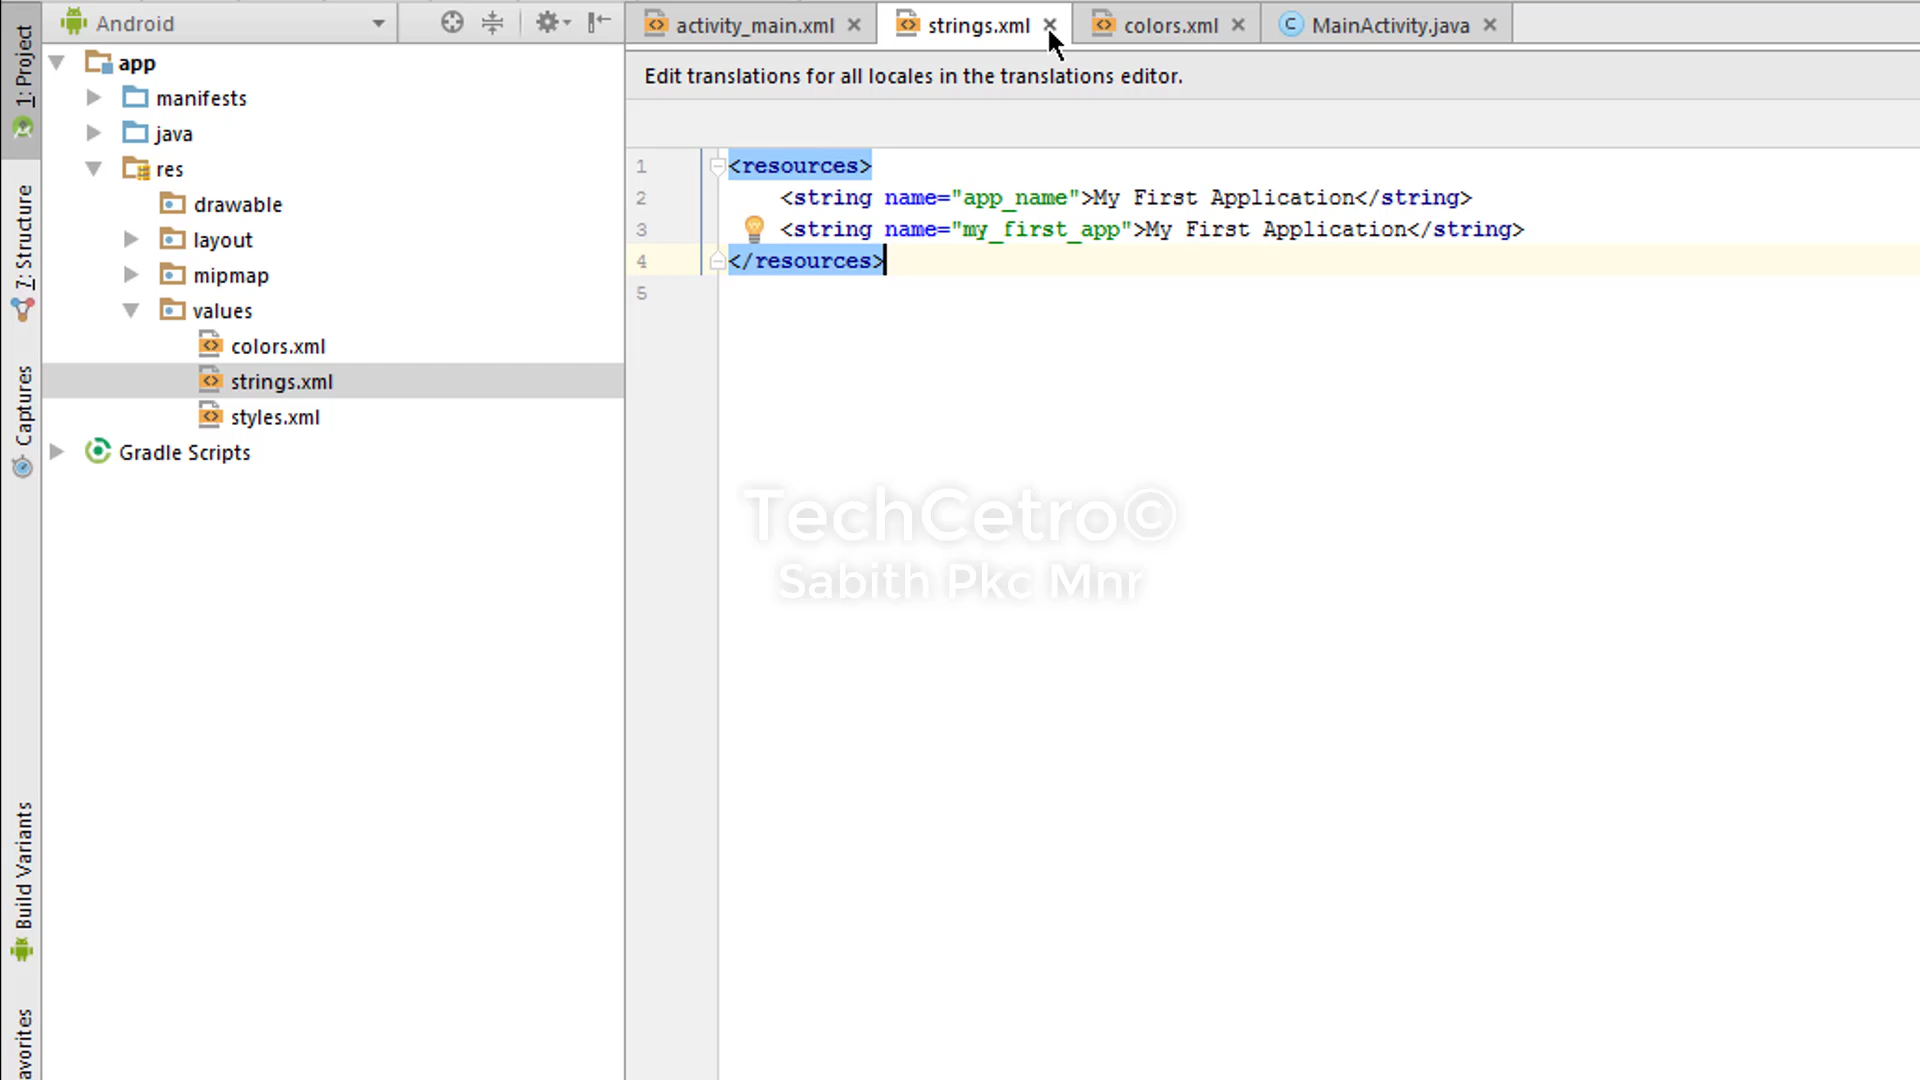 Android
activity_main.xml
strings.xml
colors.xml
MainActivity.java
1: Project
7: Structure
Captures
Build Variants
app
manifests
java
res
drawable
layout
mipmap
values
colors.xml
strings.xml
styles.xml
Gradle Scripts
Edit translations for all locales in the translations editor.
1 <resources>
2 <string name="app_name">My First Application</string>
3 <string name="my_first_app">My First Application</string>
4 </resources>
5
TechCetro©
Sabith Pkc Mnr